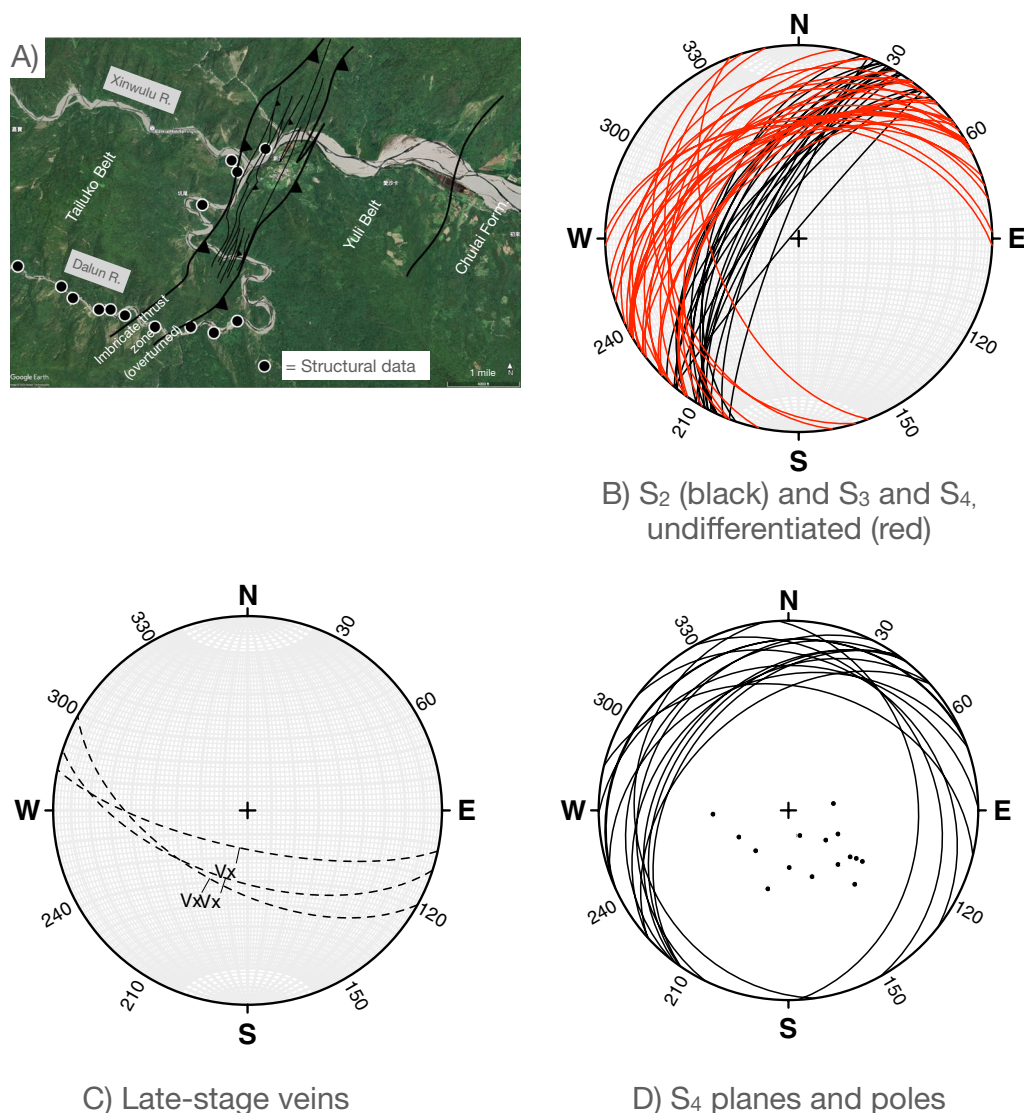 A)
Xinwulu R.
Tailuko Belt
Yuli Belt
Chulai Form.
Dalun R.
Imbricate thrust
zone
(overturned)
= Structural data
1 mile
N
Google Earth
N
330
30
300
60
W
E
240
120
210
150
S
B) S₂ (black) and S₃ and S₄,
undifferentiated (red)
N
330
30
300
60
W
E
Vx
VxVx
240
120
210
150
S
C) Late-stage veins
N
330
30
300
60
W
E
240
120
210
150
S
D) S₄ planes and poles